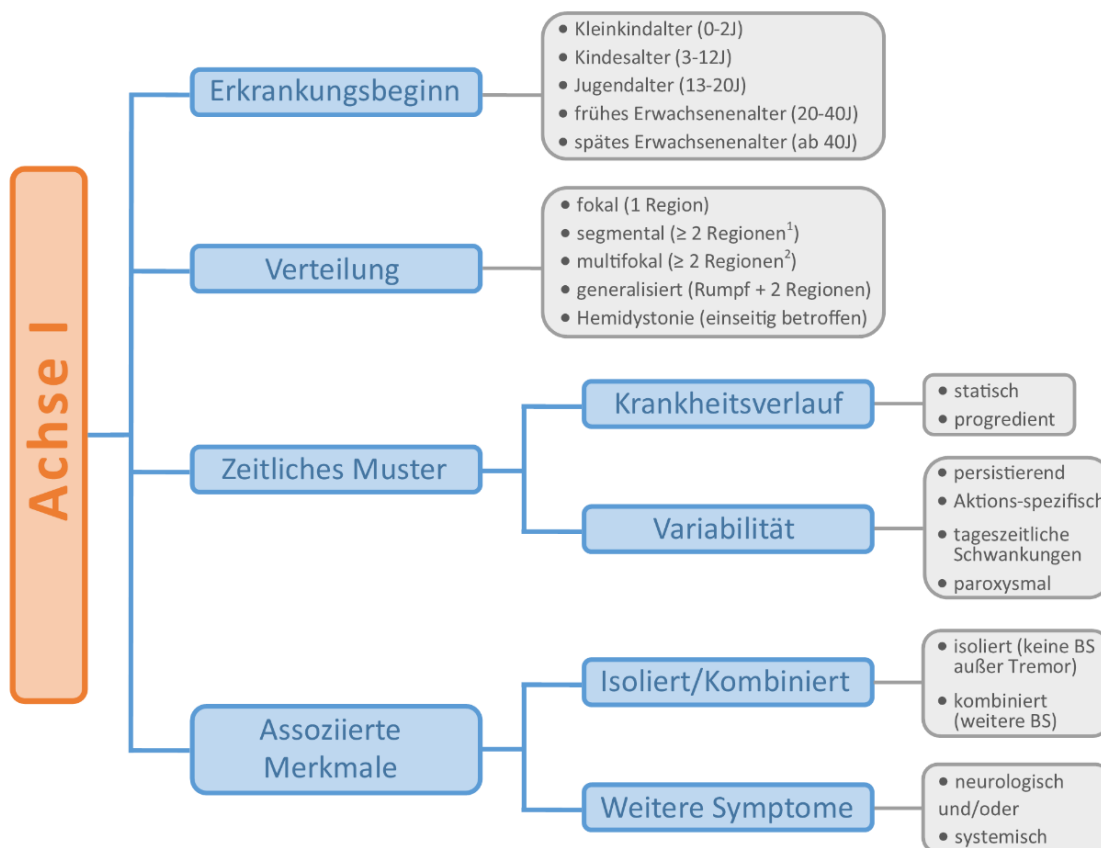 Achse I
Erkrankungsbeginn
• Kleinkindalter (0-2J)
• Kindesalter (3-12J)
• Jugendalter (13-20J)
• frühes Erwachsenenalter (20-40J)
• spätes Erwachsenenalter (ab 40J)
Verteilung
• fokal (1 Region)
• segmental (≥ 2 Regionen¹)
• multifokal (≥ 2 Regionen²)
• generalisiert (Rumpf + 2 Regionen)
• Hemidystonie (einseitig betroffen)
Zeitliches Muster
Krankheitsverlauf
• statisch
• progredient
Variabilität
• persistierend
• Aktions-spezifisch
• tageszeitliche
Schwankungen
• paroxysmal
Assoziierte
Merkmale
Isoliert/Kombiniert
• isoliert (keine BS
außer Tremor)
• kombiniert
(weitere BS)
Weitere Symptome
• neurologisch
und/oder
• systemisch